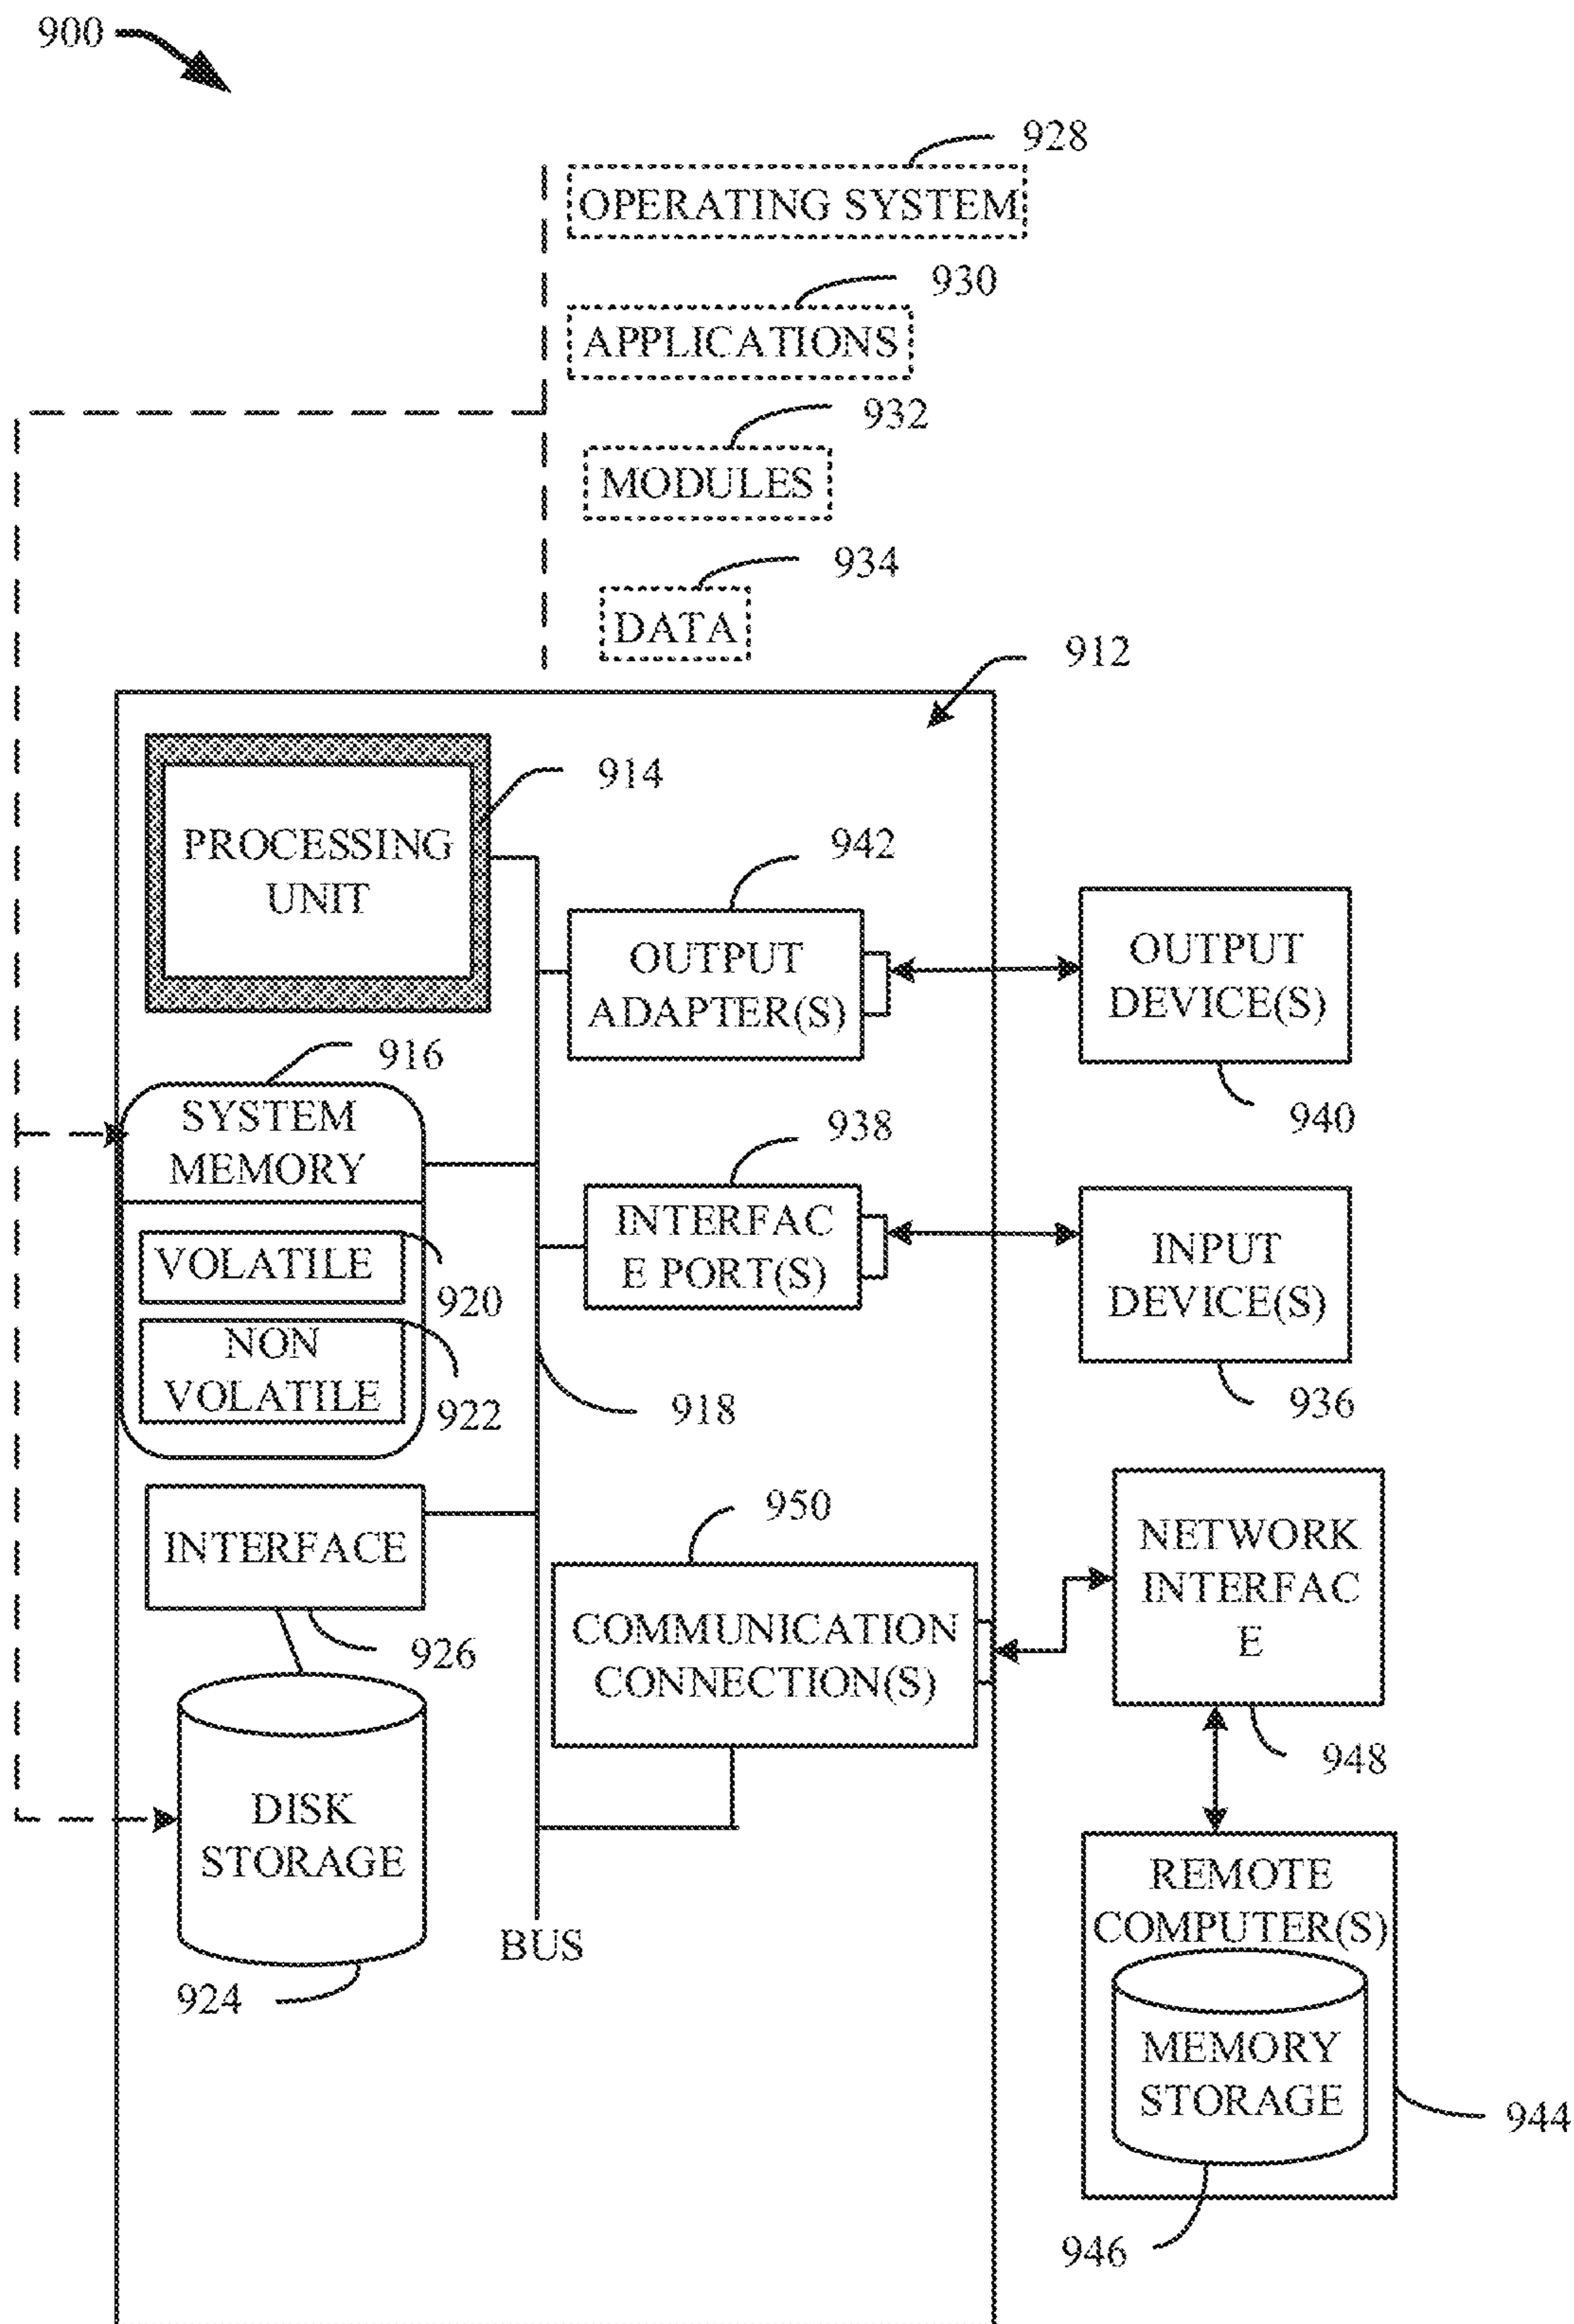 900
928
OPERATING SYSTEM
930
APPLICATIONS
932
MODULES
934
DATA
912
914
PROCESSING
UNIT
942
OUTPUT
ADAPTER(S)
OUTPUT
DEVICE(S)
940
916
SYSTEM
MEMORY
VOLATILE
920
NON
VOLATILE
922
938
INTERFAC
E PORT(S)
INPUT
DEVICE(S)
936
918
INTERFACE
926
950
COMMUNICATION
CONNECTION(S)
NETWORK
INTERFAC
E
948
DISK
STORAGE
924
BUS
REMOTE
COMPUTER(S)
MEMORY
STORAGE
944
946